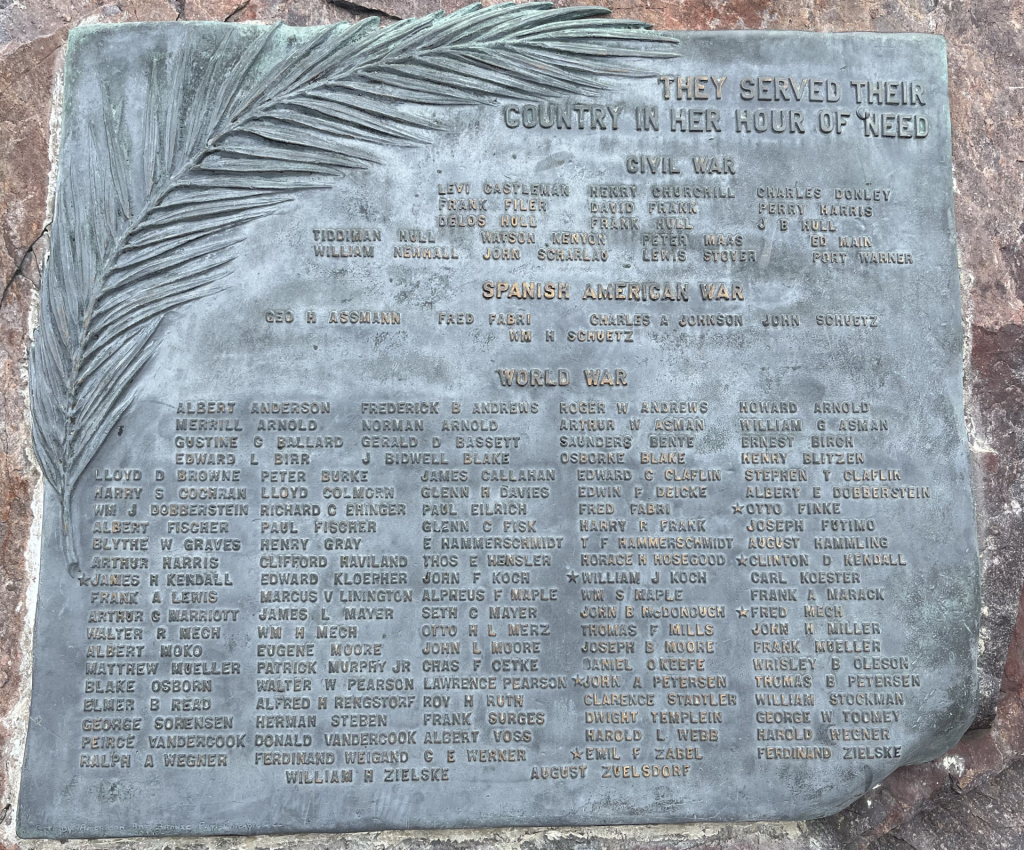 THEY SERVED THEIR
COUNTRY IN HER HOUR OF NEED
CIVIL WAR
LEVI CASTLEMAN HENRY CHURCHILL CHARLES DONLEY
FRANK FILER DAVID FRANK PERRY HARRIS
DELOS HULL FRANK HULL J B HULL
TIDDIMAN HULL WATSON KENYON PETER MAAS ED MAIN
WILLIAM NEWHALL JOHN SCHARLAU LEWIS STOVER PORT WARNER
SPANISH AMERICAN WAR
GEO H ASSMANN FRED FABRI CHARLES A JOHNSON JOHN SCHUETZ
WM H SCHUETZ
WORLD WAR
ALBERT ANDERSON FREDERICK B ANDREWS ROGER W ANDREWS HOWARD ARNOLD
MERRILL ARNOLD NORMAN ARNOLD ARTHUR W ASMAN WILLIAM G ASMAN
GUSTINE C BALLARD GERALD D BASSETT SAUNDERS BENTE ERNEST BIRCH
EDWARD L BIRR J BIDWELL BLAKE OSBORNE BLAKE HENRY BLITZEN
LLOYD D BROWNE PETER BURKE JAMES CALLAHAN EDWARD C CLAFLIN STEPHEN T CLAFLIN
HARRY S COCHRAN LLOYD COLMORN GLENN H DAVIES EDWIN F DEICKE ALBERT E DOBBERSTEIN
WM J DOBBERSTEIN RICHARD C EHINGER PAUL EILRICH FRED FABRI ★OTTO FINKE
ALBERT FISCHER PAUL FISCHER GLENN C FISK HARRY R FRANK JOSEPH FUTIMO
BLYTHE W GRAVES HENRY GRAY E HAMMERSCHMIDT T F HAMMERSCHMIDT AUGUST HAMMLING
ARTHUR HARRIS CLIFFORD HAVILAND THOS E HENSLER HORACE H HOSEGOOD ★CLINTON D KENDALL
★JAMES H KENDALL EDWARD KLOEPHER JOHN F KOCH ★WILLIAM J KOCH CARL KOESTER
FRANK A LEWIS MARCUS V LININGTON ALPHEUS F MAPLE WM S MAPLE FRANK A MARACK
ARTHUR C MARRIOTT JAMES L MAYER SETH C MAYER JOHN B McDONOUGH ★FRED MECH
WALTER R MECH WM H MECH OTTO H L MERZ THOMAS F MILLS JOHN H MILLER
ALBERT MOKO EUGENE MOORE JOHN L MOORE JOSEPH B MOORE FRANK MUELLER
MATTHEW MUELLER PATRICK MURPHY JR CHAS F OETKE DANIEL OKEEFE WRISLEY B OLESON
BLAKE OSBORN WALTER W PEARSON LAWRENCE PEARSON ★JOHN A PETERSEN THOMAS B PETERSEN
ELMER B READ ALFRED H RENGSTORF ROY H RUTH CLARENCE STADTLER WILLIAM STOCKMAN
GEORGE SORENSEN HERMAN STEBEN FRANK SURGES DWIGHT TEMPLEIN GEORGE W TOOMEY
PEIRCE VANDERCOOK DONALD VANDERCOOK ALBERT VOSS HAROLD L WEBB HAROLD WEGNER
RALPH A WEGNER FERDINAND WEIGAND C E WERNER ★EMIL F ZABEL FERDINAND ZIELSKE
WILLIAM H ZIELSKE AUGUST ZUELSDORF